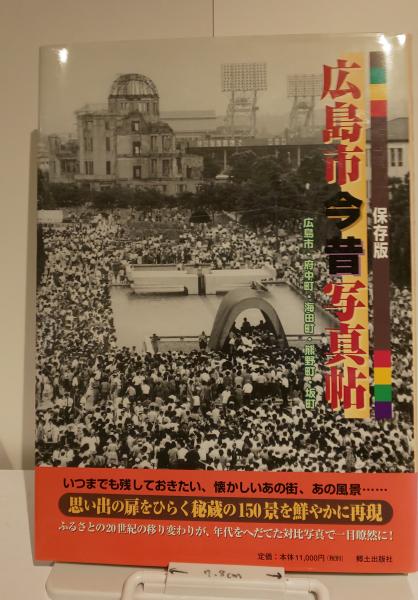 広島市今昔写真帖
保存版
広島市・府中町・海田町・熊野町・坂町
いつまでも残しておきたい、懐かしいあの街、あの風景……
思い出の扉をひらく秘蔵の150景を鮮やかに再現
ふるさとの20世紀の移り変わりが、年代をへだてた対比写真で一目瞭然に!
定価：本体11,000円(税別) 郷土出版社
7.8cm